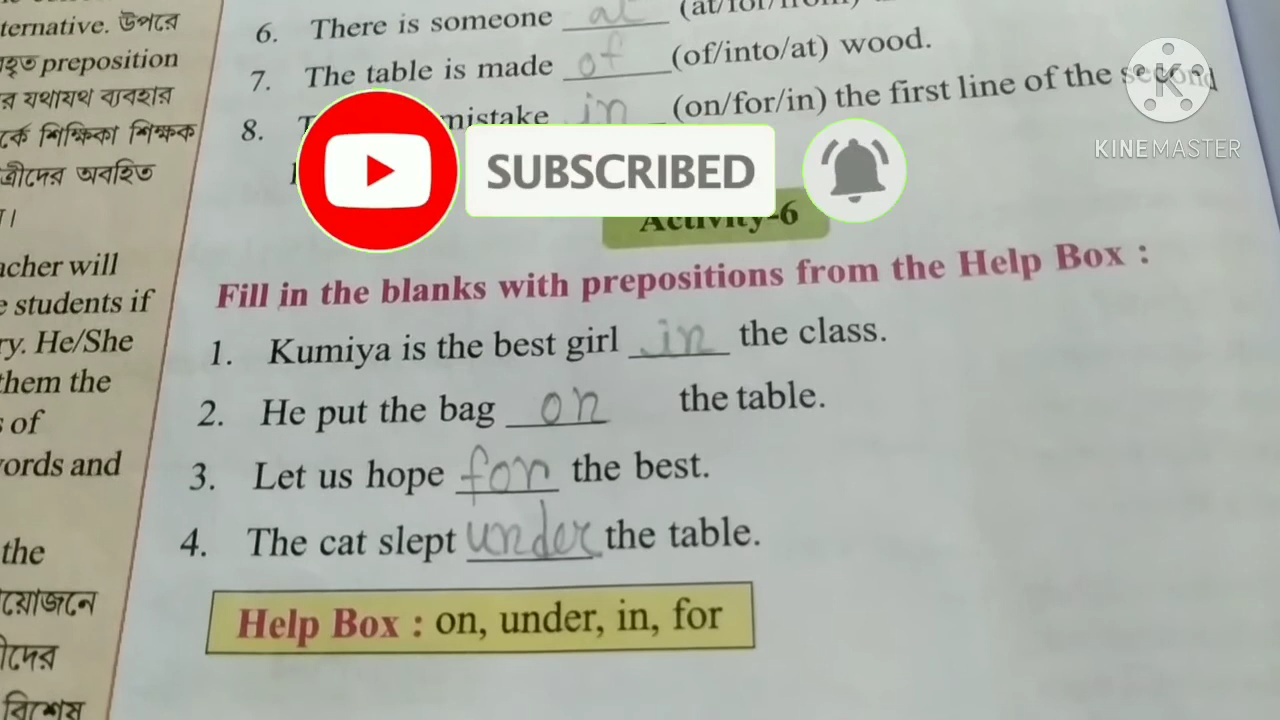 ternative. উপরে
preposition
র যথাযথ ব্যবহার
র্কে শিক্ষিকা শিক্ষক
ত্রীদের অবহিত
acher will
e students if
ry. He/She
them the
s of
words and
the
য়োজনে
ীদের
বিশেষ
6. There is someone at (at/for/from)
7. The table is made of (of/into/at) wood.
8. mistake in (on/for/in) the first line of the second
SUBSCRIBED
K
KINEMASTER
Activity-6
Fill in the blanks with prepositions from the Help Box :
1. Kumiya is the best girl in the class.
2. He put the bag on the table.
3. Let us hope for the best.
4. The cat slept under the table.
Help Box : on, under, in, for